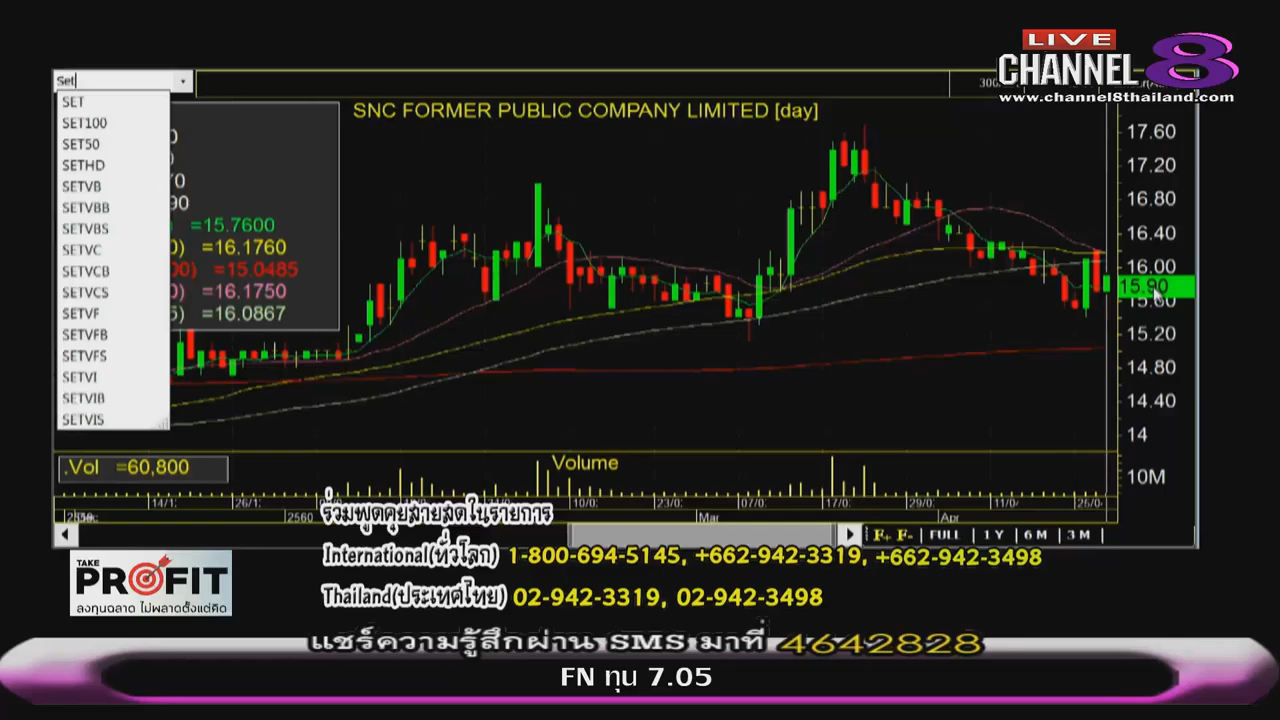 LIVE
CHANNEL 8
www.channel8thailand.com
Set
SET
SET100
SET50
SETHD
SETVB
SETVBB
SETVBS
SETVC
SETVCB
SETVCS
SETVF
SETVFB
SETVFS
SETVI
SETVIB
SETVIS
SNC FORMER PUBLIC COMPANY LIMITED [day]
=15.7600
=16.1760
=15.0485
=16.1750
=16.0867
17.60
17.20
16.80
16.40
16.00
15.90
15.60
15.20
14.80
14.40
14
10M
.Vol =60,800
Volume
14/1: 26/1: 10/0: 23/0: 07/0: 29/0: 11/0: 25/0
2560 Mar Apr
FULL 1 Y 6 M 3 M
ร่วมพูดคุยสายสดในรายการ
International(ทั่วโลก) 1-800-694-5145, +662-942-3319, +662-942-3498
Thailand(ประเทศไทย) 02-942-3319, 02-942-3498
TAKE
PROFIT
ลงทุนฉลาด ไม่พลาดตั้งแต่คิด
แชร์ความรู้สึกผ่าน SMS มาที่ 4642828
FN ทุน 7.05